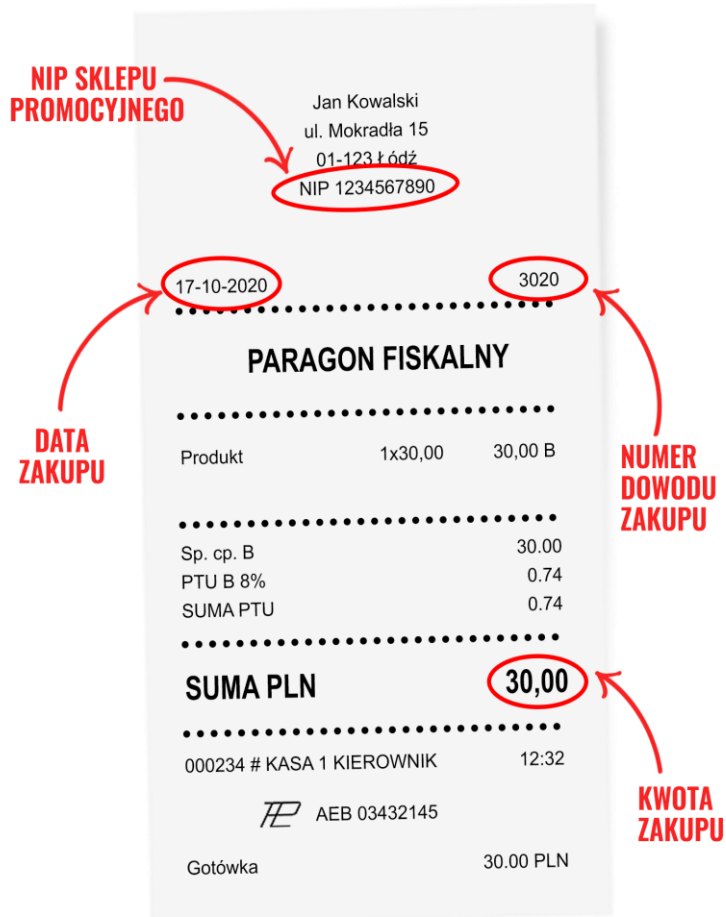 NIP SKLEPU
PROMOCYJNEGO
Jan Kowalski
ul. Mokradła 15
01-123 Łódź
NIP 1234567890
17-10-2020 3020
PARAGON FISKALNY
DATA
ZAKUPU
Produkt 1x30,00 30,00 B
NUMER
DOWODU
ZAKUPU
Sp. cp. B 30.00
PTU B 8% 0.74
SUMA PTU 0.74
SUMA PLN 30,00
000234 # KASA 1 KIEROWNIK 12:32
KWOTA
ZAKUPU
AEB 03432145
Gotówka 30.00 PLN